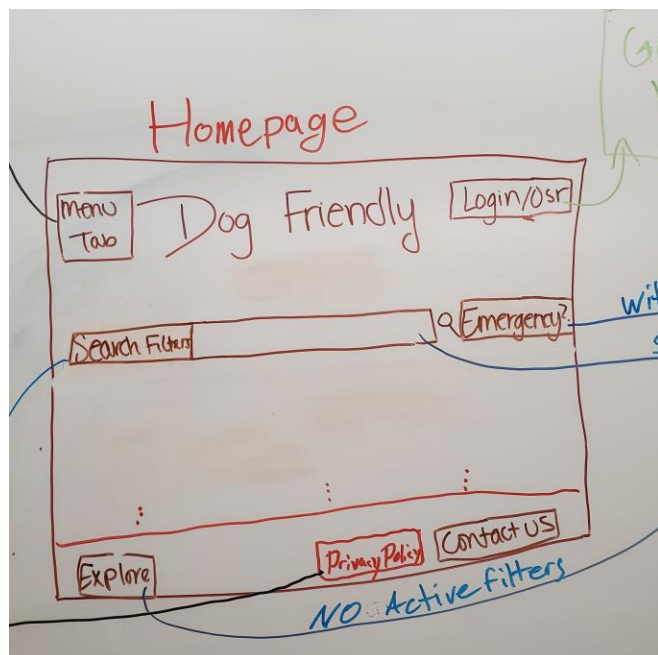 Homepage
Menu
Tab
Dog Friendly
Login/Usr
Search Filters
Emergency?
Privacy Policy
Contact US
Explore
NO Active filters